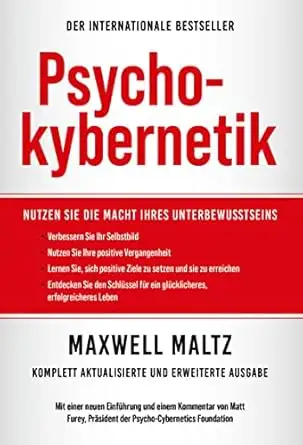 DER INTERNATIONALE BESTSELLER
Psycho-
kybernetik
NUTZEN SIE DIE MACHT IHRES UNTERBEWUSSTSEINS
· Verbessern Sie Ihr Selbstbild
· Nutzen Sie Ihre positive Vergangenheit
· Lernen Sie, sich positive Ziele zu setzen und sie zu erreichen
· Entdecken Sie den Schlüssel für ein glücklicheres,
erfolgreicheres Leben
MAXWELL MALTZ
KOMPLETT AKTUALISIERTE UND ERWEITERTE AUSGABE
Mit einer neuen Einführung und einem Kommentar von Matt
Furey, Präsident der Psycho-Cybernetics Foundation